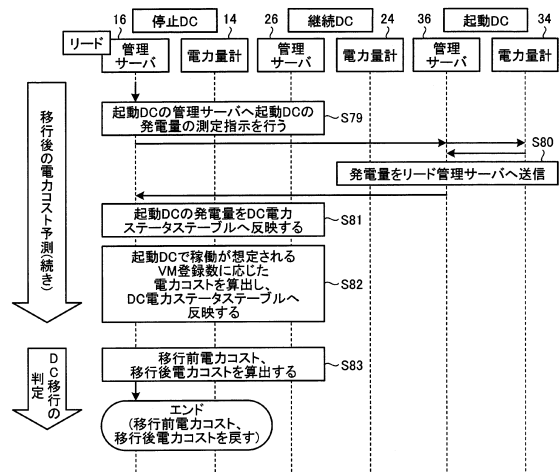 停止DC
継続DC
起動DC
16
14
26
24
36
34
リード
管理
サーバ
電力量計
管理
サーバ
電力量計
管理
サーバ
電力量計
移行後の電力コスト予測(続き)
起動DCの管理サーバへ起動DCの
発電量の測定指示を行う
S79
S80
発電量をリード管理サーバへ送信
起動DCの発電量をDC電力
ステータステーブルへ反映する
S81
起動DCで稼働が想定される
VM登録数に応じた
電力コストを算出し、
DC電力ステータステーブルへ
反映する
S82
DC移行の
判定
移行前電力コスト、
移行後電力コストを算出する
S83
エンド
(移行前電力コスト、
移行後電力コストを戻す)